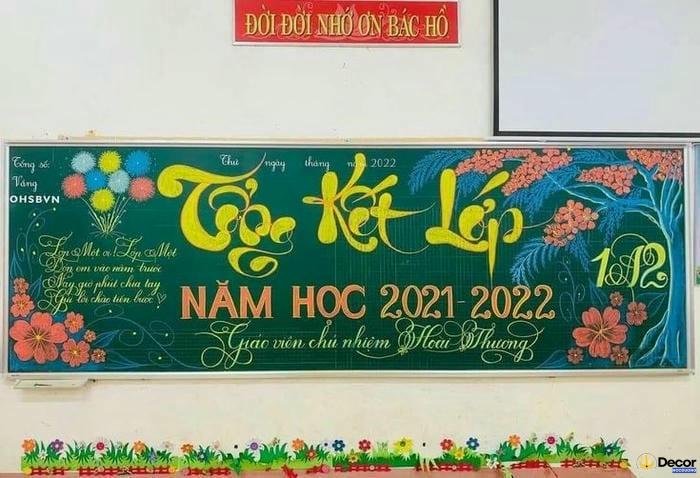 ĐỜI ĐỜI NHỚ ƠN BÁC HỒ
Tổng số:
Vắng
OHSBVN
Thứ ngày tháng năm 2022
Tổng Kết Lớp
1A12
Lớp Một ơi! Lớp Một
Đón em vào năm trước
Nay giờ phút chia tay
Gửi lời chào tiến bước
NĂM HỌC 2021-2022
Giáo viên chủ nhiệm Hoài Thương
Decor